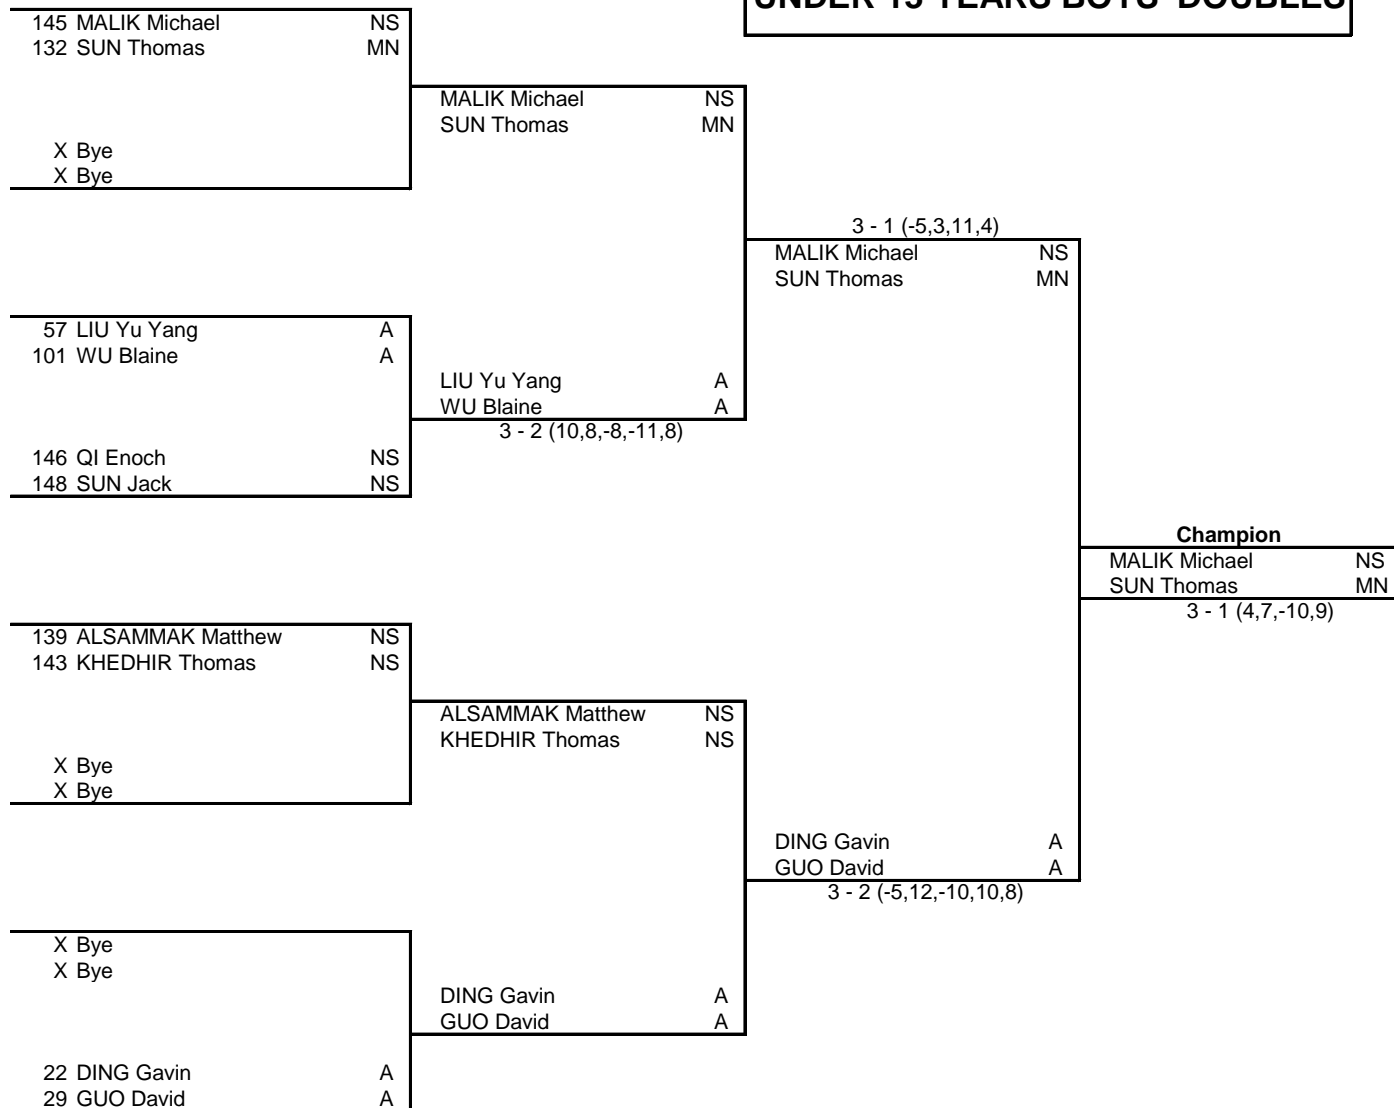 UNDER 13 YEARS BOYS' DOUBLES
145 MALIK Michael NS
132 SUN Thomas MN
MALIK Michael NS
SUN Thomas MN
X Bye
X Bye
3 - 1 (-5,3,11,4)
MALIK Michael NS
SUN Thomas MN
57 LIU Yu Yang A
101 WU Blaine A
LIU Yu Yang A
WU Blaine A
3 - 2 (10,8,-8,-11,8)
146 QI Enoch NS
148 SUN Jack NS
Champion
MALIK Michael NS
SUN Thomas MN
3 - 1 (4,7,-10,9)
139 ALSAMMAK Matthew NS
143 KHEDHIR Thomas NS
ALSAMMAK Matthew NS
KHEDHIR Thomas NS
X Bye
X Bye
DING Gavin A
GUO David A
3 - 2 (-5,12,-10,10,8)
X Bye
X Bye
DING Gavin A
GUO David A
22 DING Gavin A
29 GUO David A